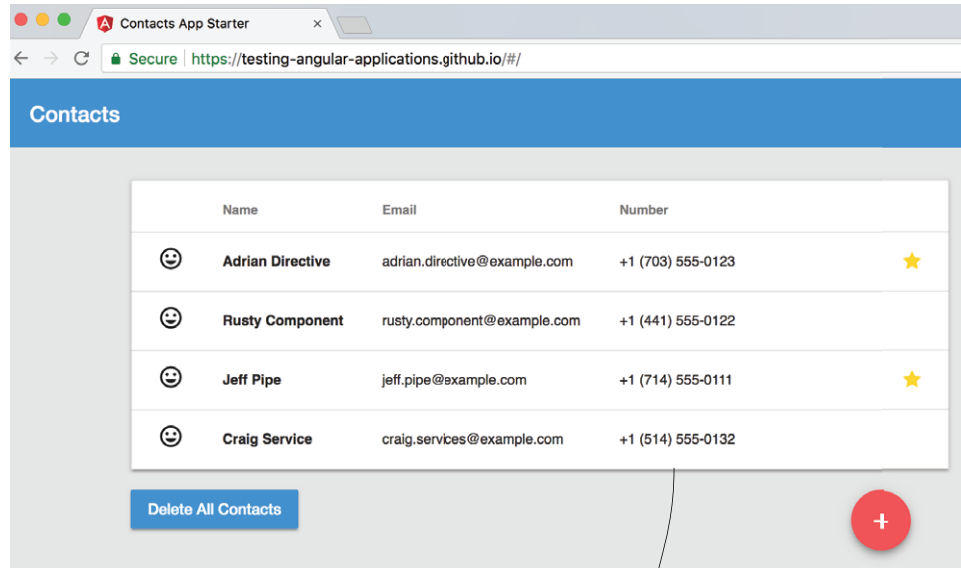 Contacts App Starter
Secure https://testing-angular-applications.github.io/#/
Contacts
Name Email Number
Adrian Directive adrian.directive@example.com +1 (703) 555-0123
Rusty Component rusty.component@example.com +1 (441) 555-0122
Jeff Pipe jeff.pipe@example.com +1 (714) 555-0111
Craig Service craig.services@example.com +1 (514) 555-0132
Delete All Contacts
+